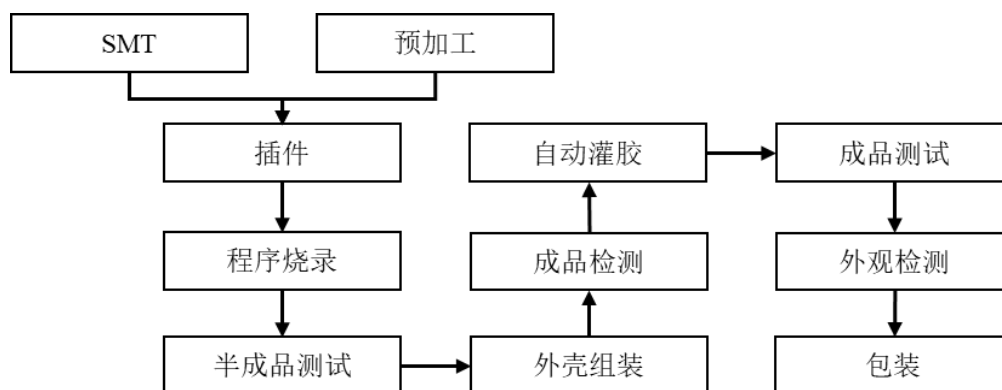 SMT
预加工
插件
程序烧录
半成品测试
外壳组装
成品检测
自动灌胶
成品测试
外观检测
包装